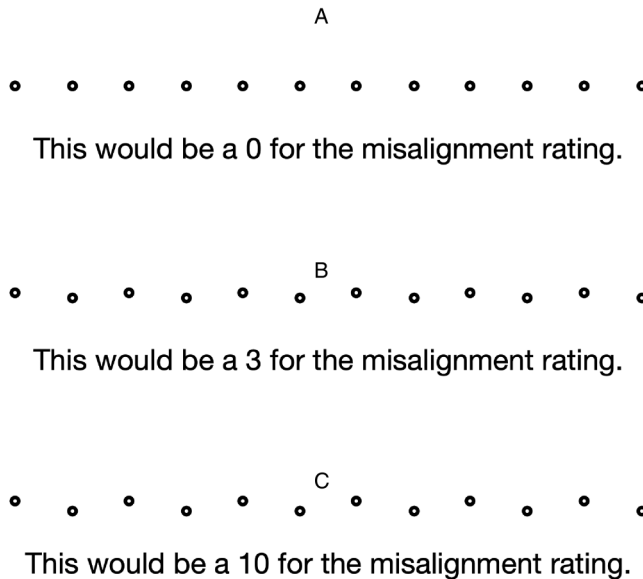 A
This would be a 0 for the misalignment rating.
B
This would be a 3 for the misalignment rating.
C
This would be a 10 for the misalignment rating.